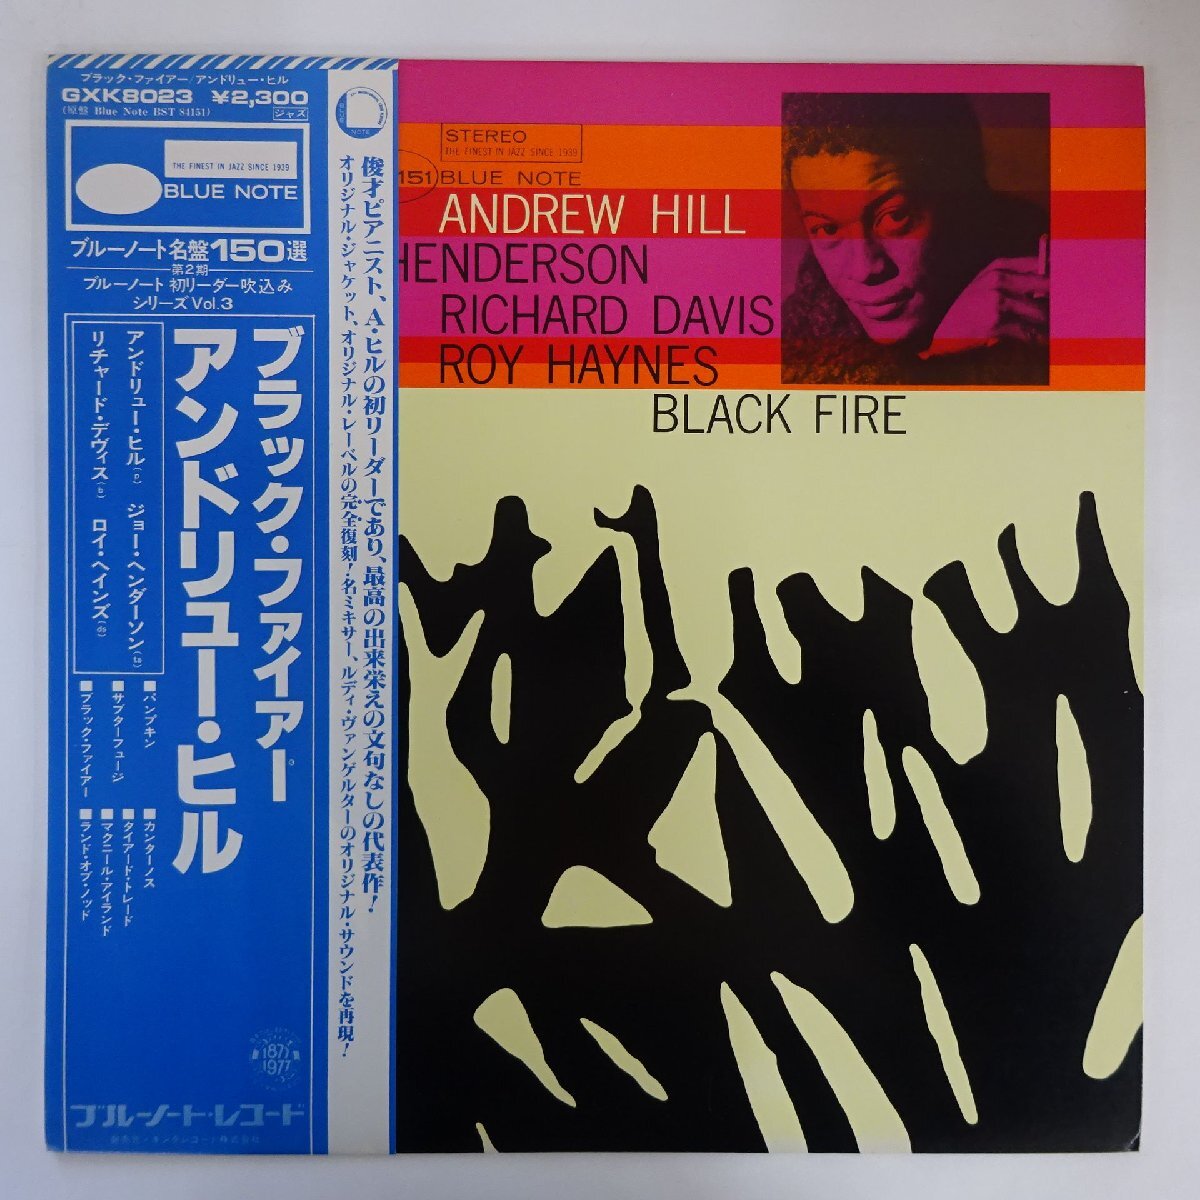 ブラック・ファイアー/アンドリュー・ヒル
GXK8023 ¥2,300
(原盤 Blue Note BST 84151) ジャズ
THE FINEST IN JAZZ SINCE 1939
BLUE NOTE
ブルーノート名盤150選
第2期
ブルーノート 初リーダー吹込み
シリーズ Vol.3
ブラック・ファイアー
アンドリュー・ヒル
アンドリュー・ヒル(p) ジョー・ヘンダーソン(ts)
リチャード・デヴィス(b) ロイ・ヘインズ(ds)
■パンプキン
■サブターフュージ
■ブラック・ファイアー
■カンターノス
■タイアード・トレード
■マクニール・アイランド
■ランド・オブ・ノッド
1877
1977
ブルーノート・レコード
俊才ピアニスト、A・ヒルの初リーダーであり、最高の出来栄えの文句なしの代表作!
オリジナル・ジャケット、オリジナル・レーベルの完全復刻!名ミキサー、ルディ・ヴァンゲルターのオリジナル・サウンドを再現!
STEREO
THE FINEST IN JAZZ SINCE 1939
151 BLUE NOTE
ANDREW HILL
HENDERSON
RICHARD DAVIS
ROY HAYNES
BLACK FIRE